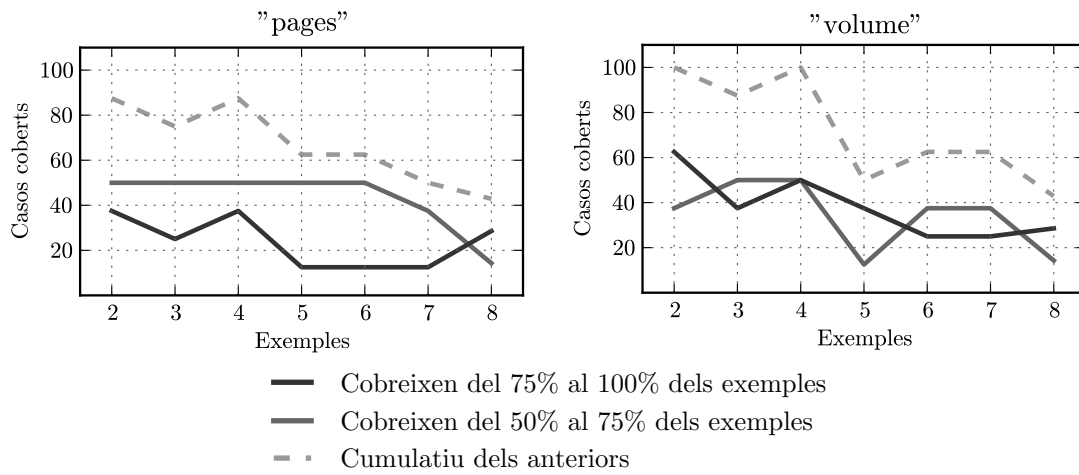 "pages"
100
80
60
40
20
Casos coberts
2 3 4 5 6 7 8
Exemples
"volume"
100
80
60
40
20
Casos coberts
2 3 4 5 6 7 8
Exemples
Cobreixen del 75% al 100% dels exemples
Cobreixen del 50% al 75% dels exemples
Cumulatiu dels anteriors